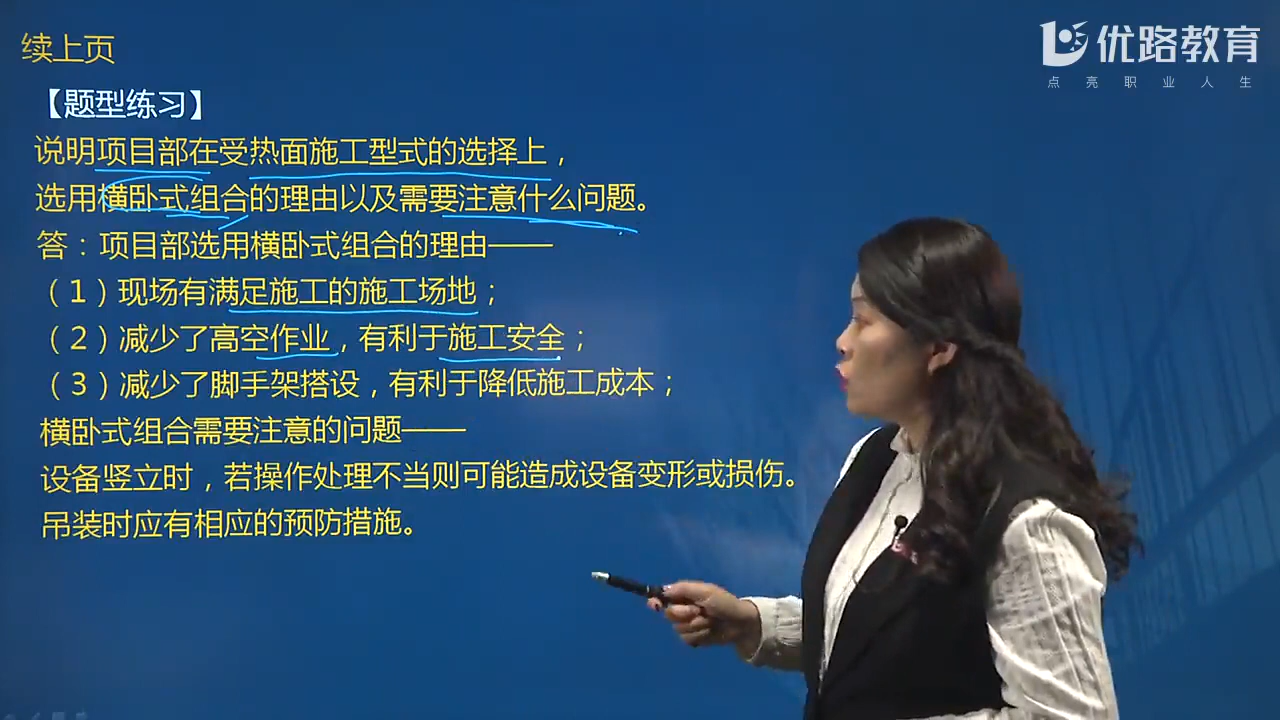 续上页
优路教育
点亮职业人生
【题型练习】
说明项目部在受热面施工型式的选择上，
选用横卧式组合的理由以及需要注意什么问题。
答：项目部选用横卧式组合的理由——
（1）现场有满足施工的施工场地；
（2）减少了高空作业，有利于施工安全；
（3）减少了脚手架搭设，有利于降低施工成本；
横卧式组合需要注意的问题——
设备竖立时，若操作处理不当则可能造成设备变形或损伤。
吊装时应有相应的预防措施。